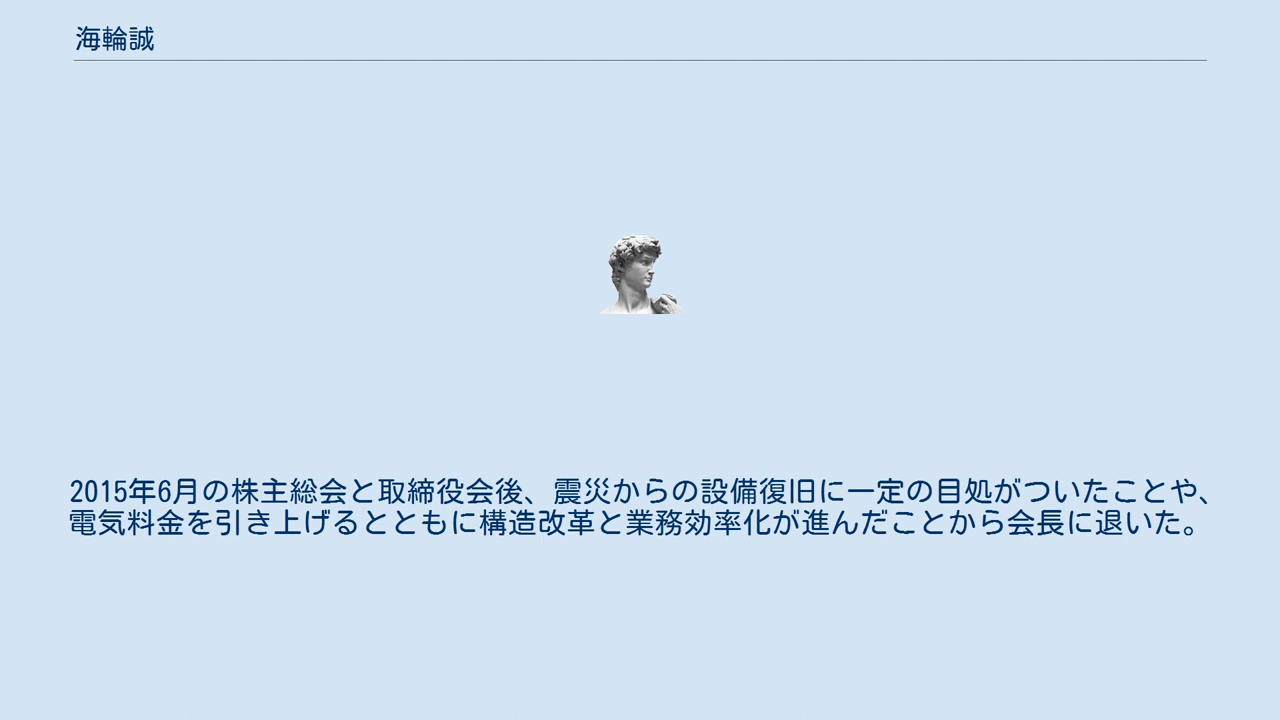 海輪誠
2015年6月の株主総会と取締役会後、震災からの設備復旧に一定の目処がついたことや、
電気料金を引き上げるとともに構造改革と業務効率化が進んだことから会長に退いた。